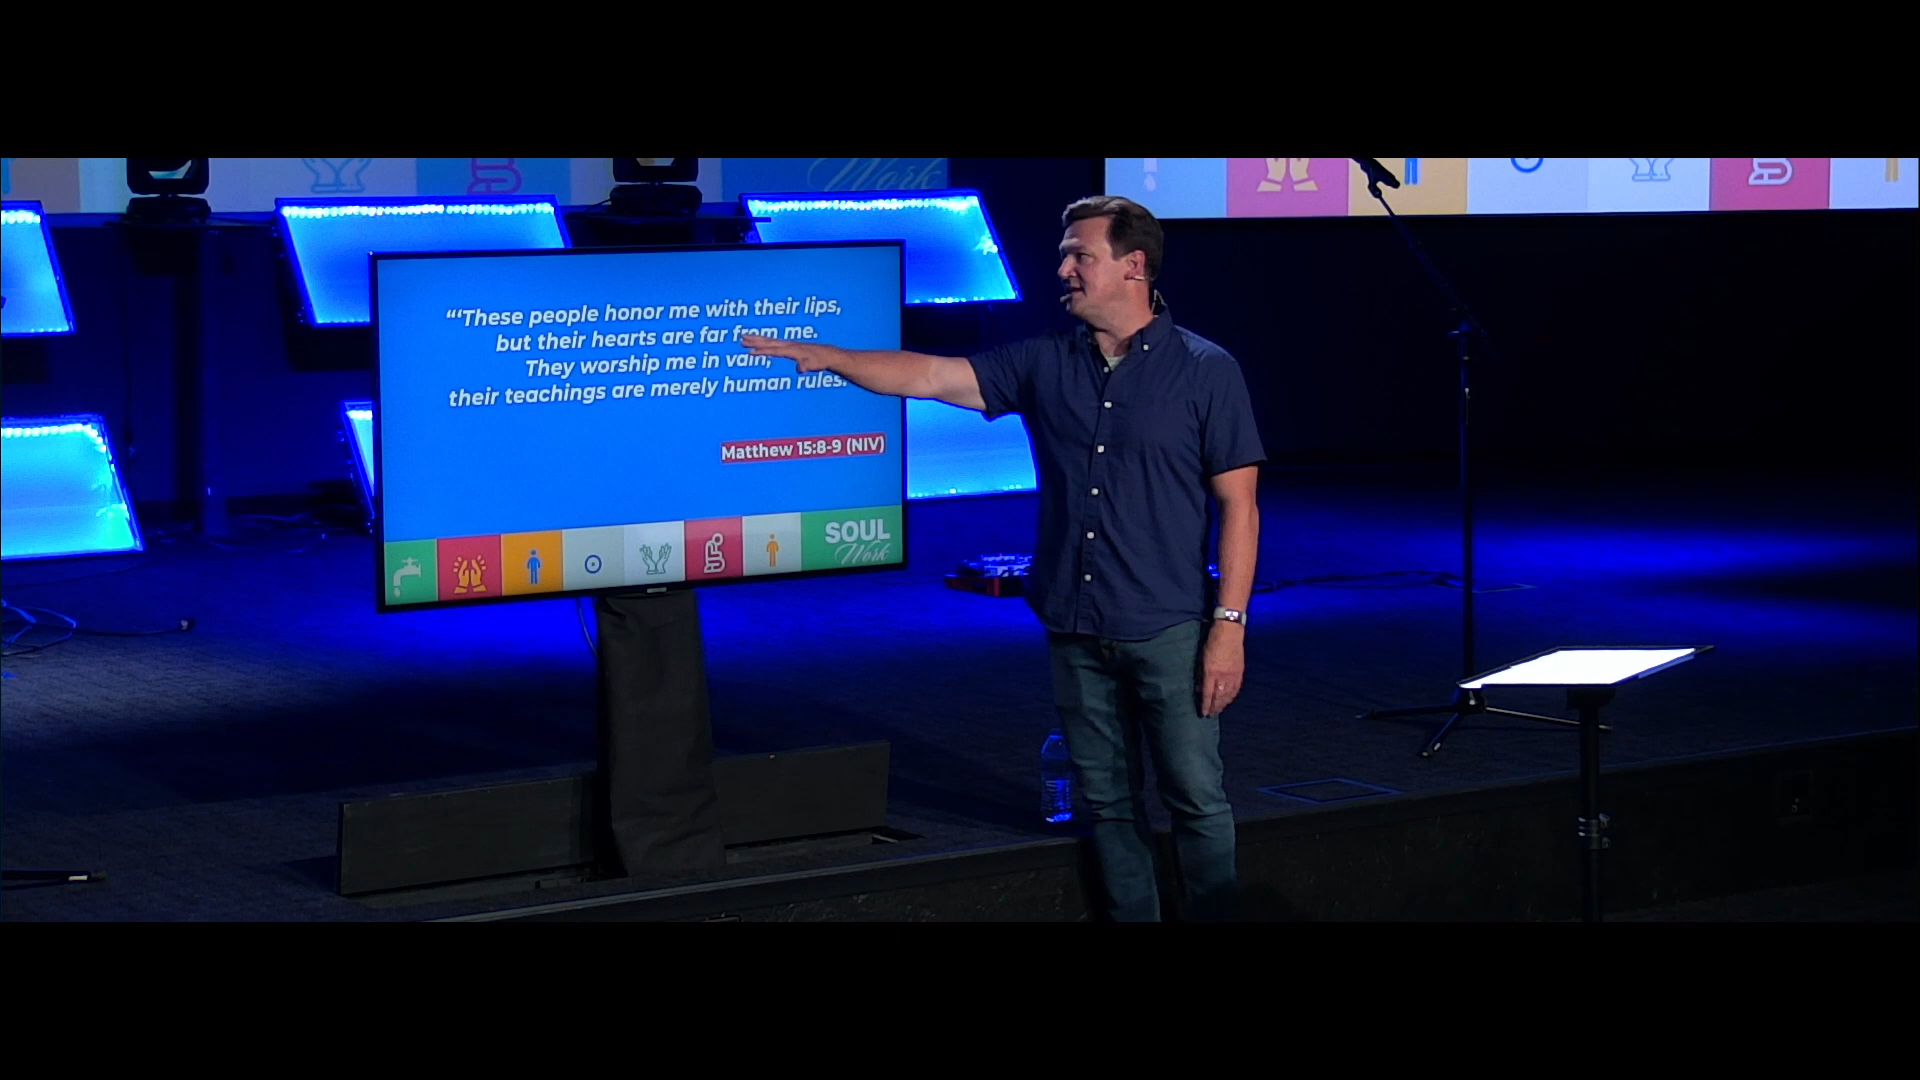 Work
“‘These people honor me with their lips,
but their hearts are far from me.
They worship me in vain;
their teachings are merely human rules.
Matthew 15:8-9 (NIV)
SOUL
Work